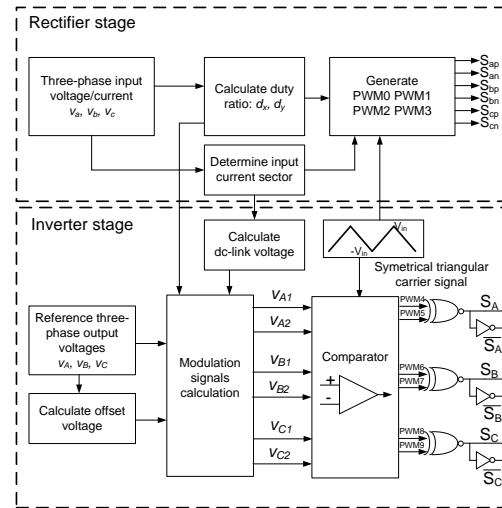 Rectifier stage
Three-phase input
voltage/current
va, vb, vc
Calculate duty
ratio: dx, dy
Generate
PWM0 PWM1
PWM2 PWM3
Sap
San
Sbp
Sbn
Scp
Scn
Determine input
current sector
Inverter stage
Calculate
dc-link voltage
Vin
-Vin
Symetrical triangular
carrier signal
Reference three-
phase output
voltages
vA, vB, vC
Calculate offset
voltage
Modulation
signals
calculation
vA1
vA2
vB1
vB2
vC1
vC2
Comparator
+
-
PWM4
PWM5
PWM6
PWM7
PWM8
PWM9
SA
SA
SB
SB
SC
SC